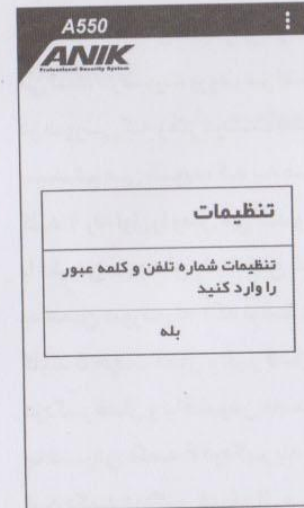 A550
ANIK
Professional Security System
تنظیمات
تنظیمات شماره تلفن و کلمه عبور
را وارد کنید
بله